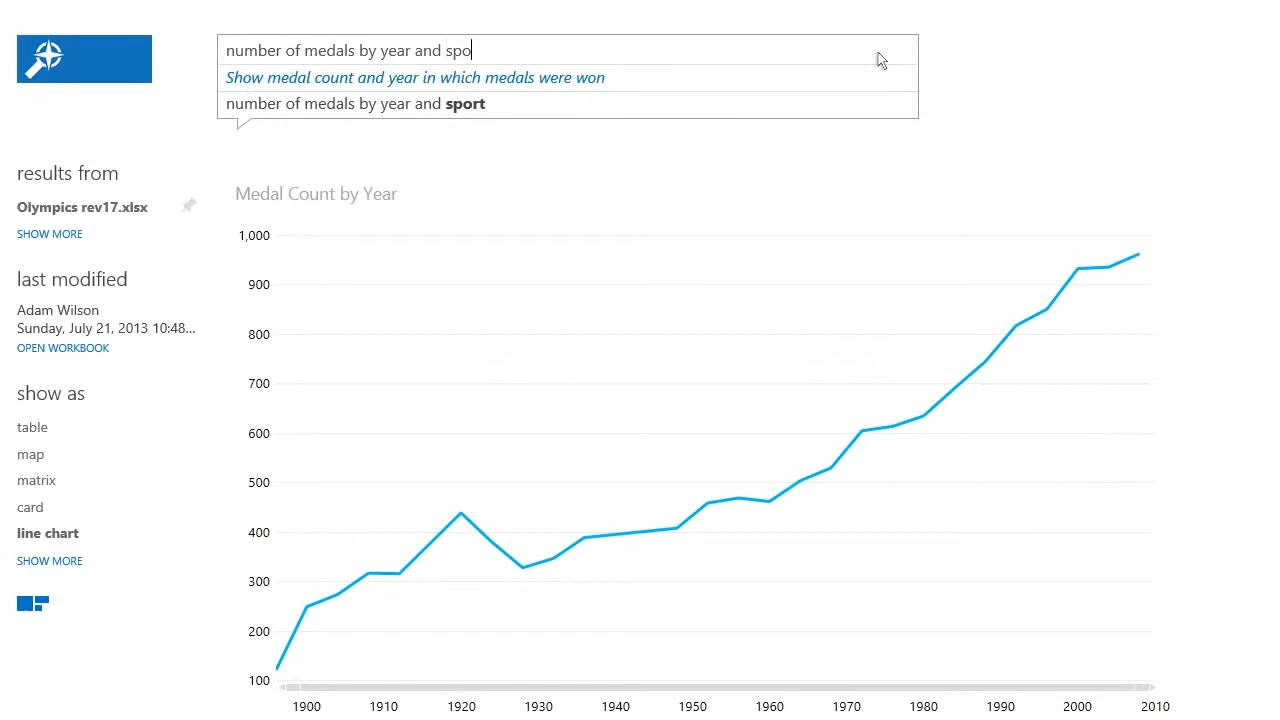 number of medals by year and spo
Show medal count and year in which medals were won
number of medals by year and sport
results from
Olympics rev17.xlsx
SHOW MORE
last modified
Adam Wilson
Sunday, July 21, 2013 10:48...
OPEN WORKBOOK
show as
table
map
matrix
card
line chart
SHOW MORE
Medal Count by Year
1,000
900
800
700
600
500
400
300
200
100
1900 1910 1920 1930 1940 1950 1960 1970 1980 1990 2000 2010